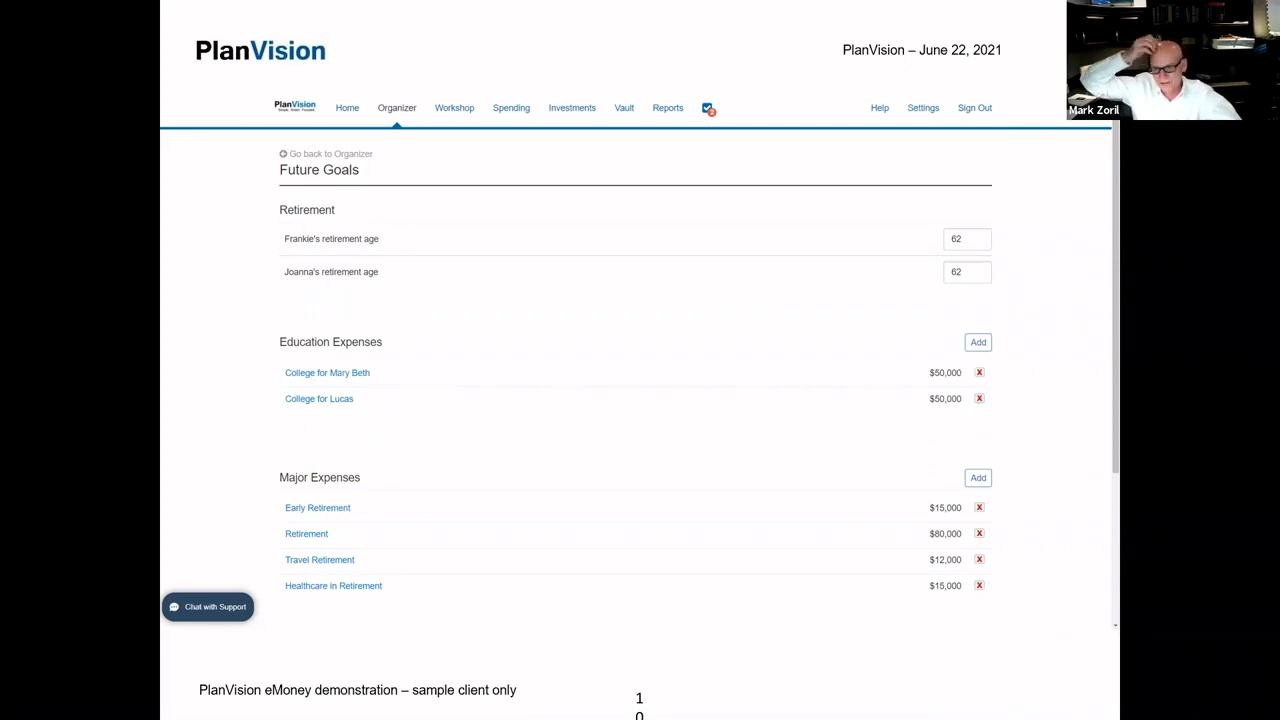 PlanVision
PlanVision – June 22, 2021
Mark Zoril
PlanVision
Home
Organizer
Workshop
Spending
Investments
Vault
Reports
2
Help
Settings
Sign Out
Go back to Organizer
Future Goals
Retirement
Frankie's retirement age
62
Joanna's retirement age
62
Education Expenses
Add
College for Mary Beth
$50,000
X
College for Lucas
$50,000
X
Major Expenses
Add
Early Retirement
$15,000
X
Retirement
$80,000
X
Travel Retirement
$12,000
X
Healthcare in Retirement
$15,000
X
Chat with Support
PlanVision eMoney demonstration – sample client only
1
0